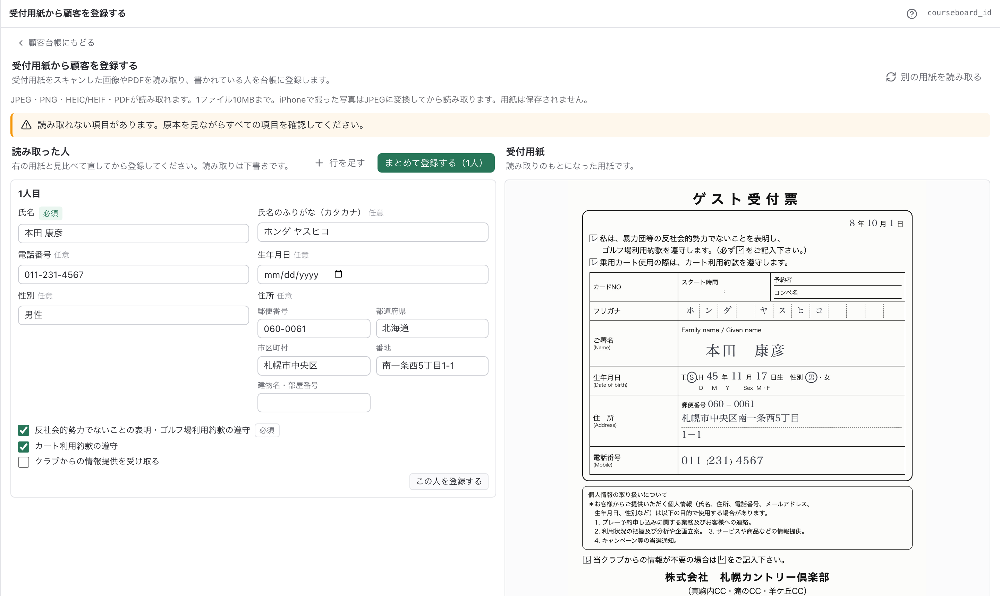 受付用紙から顧客を登録する
courseboard_id
顧客台帳にもどる
受付用紙から顧客を登録する
受付用紙をスキャンした画像やPDFを読み取り、書かれている人を台帳に登録します。
別の用紙を読み取る
JPEG・PNG・HEIC/HEIF・PDFが読み取れます。1ファイル10MBまで。iPhoneで撮った写真はJPEGに変換してから読み取ります。用紙は保存されません。
読み取れない項目があります。原本を見ながらすべての項目を確認してください。
読み取った人
右の用紙と見比べて直してから登録してください。読み取りは下書きです。
+ 行を足す
まとめて登録する（1人）
1人目
氏名 必須
氏名のふりがな（カタカナ） 任意
本田 康彦
ホンダ ヤスヒコ
電話番号 任意
生年月日 任意
011-231-4567
mm/dd/yyyy
性別 任意
住所 任意
男性
郵便番号
都道府県
060-0061
北海道
市区町村
番地
札幌市中央区
南一条西5丁目1-1
建物名・部屋番号
反社会的勢力でないことの表明・ゴルフ場利用約款の遵守 必須
カート利用約款の遵守
クラブからの情報提供を受け取る
この人を登録する
受付用紙
読み取りのもとになった用紙です。
ゲスト受付票
8 年 10 月 1 日
レ 私は、暴力団等の反社会的勢力でないことを表明し、
ゴルフ場利用約款を遵守します。（必ずレをご記入下さい。）
レ 乗用カート使用の際は、カート利用約款を遵守します。
カードNO
スタート時間
:
予約者
コンペ名
フリガナ
ホ ン ダ ヤ ス ヒ コ
ご署名
(Name)
Family name / Given name
本田 康彦
生年月日
(Date of birth)
T.S.H 45 年 11 月 17 日生 性別 男・女
D M Y Sex M・F
住 所
(Address)
郵便番号 060 – 0061
札幌市中央区南一条西5丁目
1－1
電話番号
(Mobile)
011 (231) 4567
個人情報の取り扱いについて
＊お客様からご提供いただく個人情報（氏名、住所、電話番号、メールアドレス、
生年月日、性別など）は以下の目的で使用する場合があります。
1. プレー予約申し込みに関する業務及びお客様への連絡。
2. 利用状況の把握及び分析や企画立案。 3. サービスや商品などの情報提供。
4. キャンペーン等の当選通知。
レ 当クラブからの情報が不要の場合はレをご記入下さい。
株式会社 札幌カントリー倶楽部
（真駒内CC・滝のCC・羊ケ丘CC）